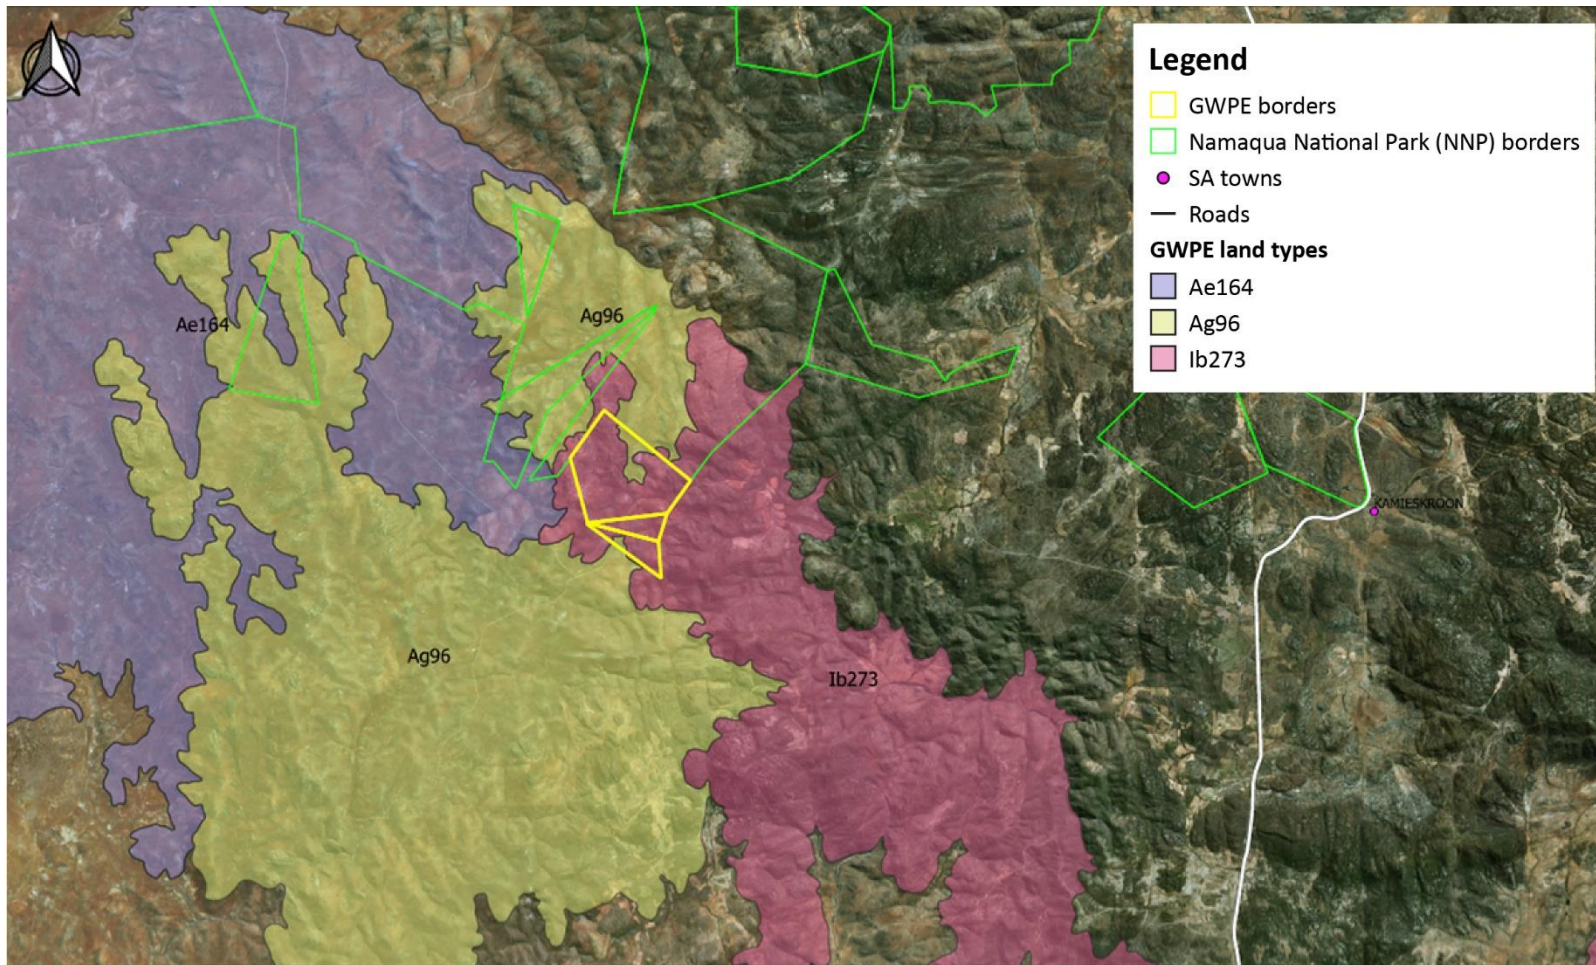 Legend
GWPE borders
Namaqua National Park (NNP) borders
SA towns
Roads
GWPE land types
Ae164
Ag96
Ib273
Ag96
Ae164
KAMIESKROON
Ag96
Ib273